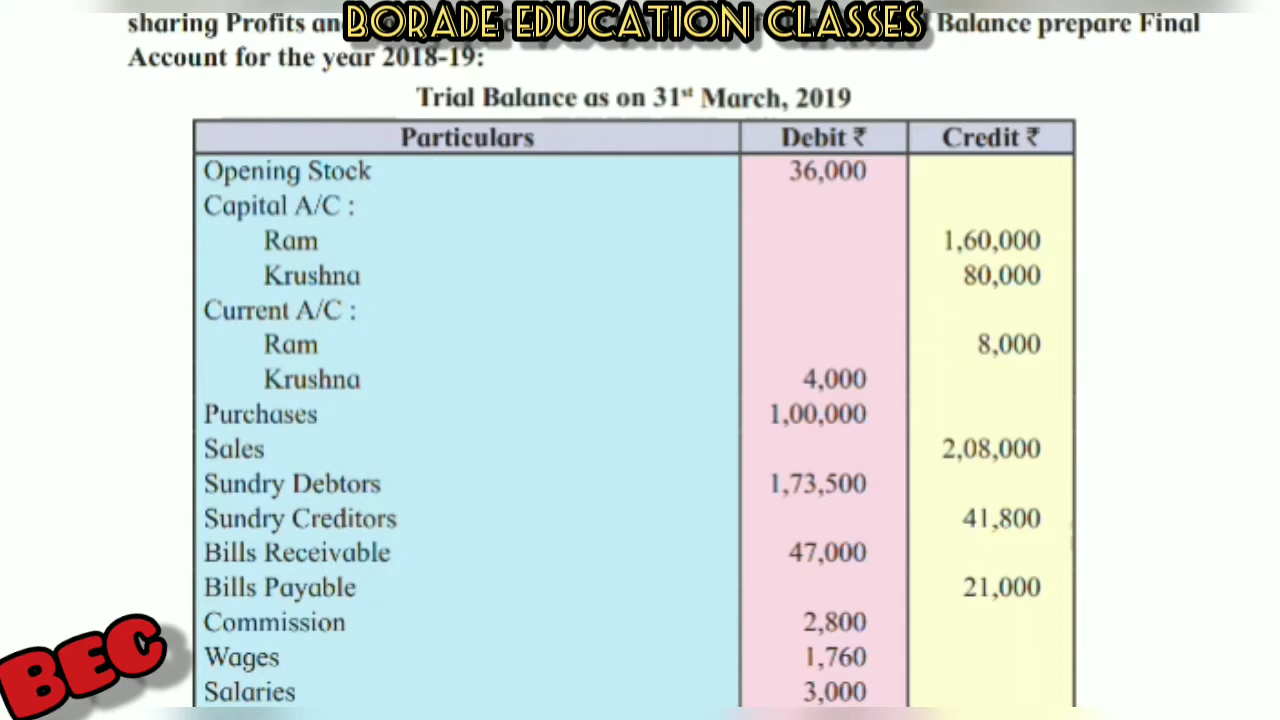 BORADE EDUCATION CLASSES
sharing Profits an Balance prepare Final
Account for the year 2018-19:
Trial Balance as on 31st March, 2019
Particulars Debit ₹ Credit ₹
Opening Stock 36,000
Capital A/C :
Ram 1,60,000
Krushna 80,000
Current A/C :
Ram 8,000
Krushna 4,000
Purchases 1,00,000
Sales 2,08,000
Sundry Debtors 1,73,500
Sundry Creditors 41,800
Bills Receivable 47,000
Bills Payable 21,000
Commission 2,800
Wages 1,760
Salaries 3,000
BEC